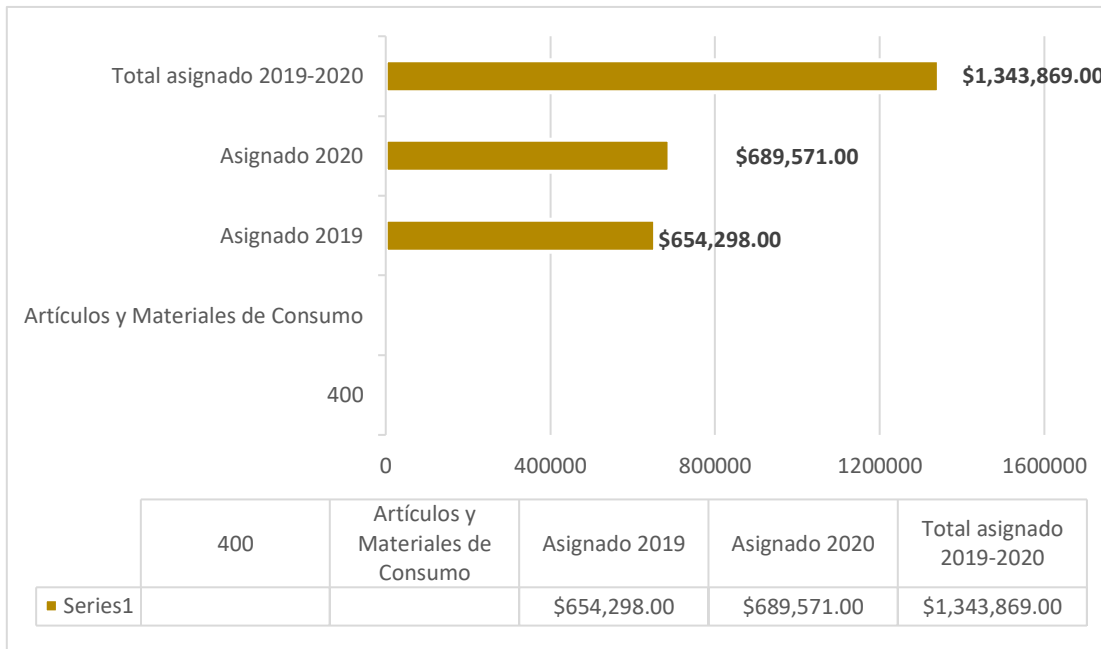 Total asignado 2019-2020
$1,343,869.00
Asignado 2020
$689,571.00
Asignado 2019
$654,298.00
Artículos y Materiales de Consumo
400
0 400000 800000 1200000 1600000
400
Artículos y
Materiales de
Consumo
Asignado 2019
Asignado 2020
Total asignado
2019-2020
Series1 $654,298.00 $689,571.00 $1,343,869.00